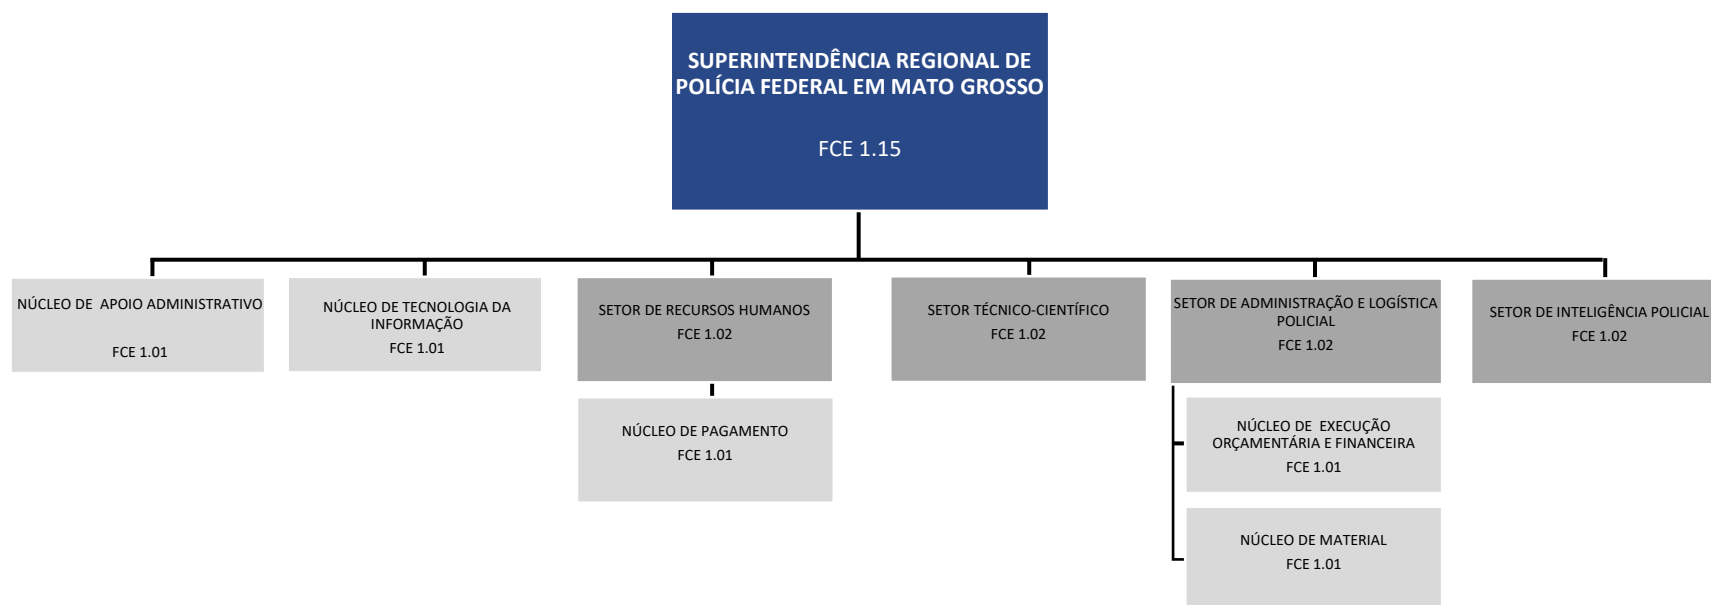 SUPERINTENDÊNCIA REGIONAL DE
POLÍCIA FEDERAL EM MATO GROSSO
FCE 1.15
NÚCLEO DE  APOIO ADMINISTRATIVO
FCE 1.01
NÚCLEO DE TECNOLOGIA DA
INFORMAÇÃO
FCE 1.01
SETOR DE RECURSOS HUMANOS
FCE 1.02
SETOR TÉCNICO-CIENTÍFICO
FCE 1.02
SETOR DE ADMINISTRAÇÃO E LOGÍSTICA
POLICIAL
FCE 1.02
SETOR DE INTELIGÊNCIA POLICIAL
FCE 1.02
NÚCLEO DE PAGAMENTO
FCE 1.01
NÚCLEO DE  EXECUÇÃO
ORÇAMENTÁRIA E FINANCEIRA
FCE 1.01
NÚCLEO DE MATERIAL
FCE 1.01